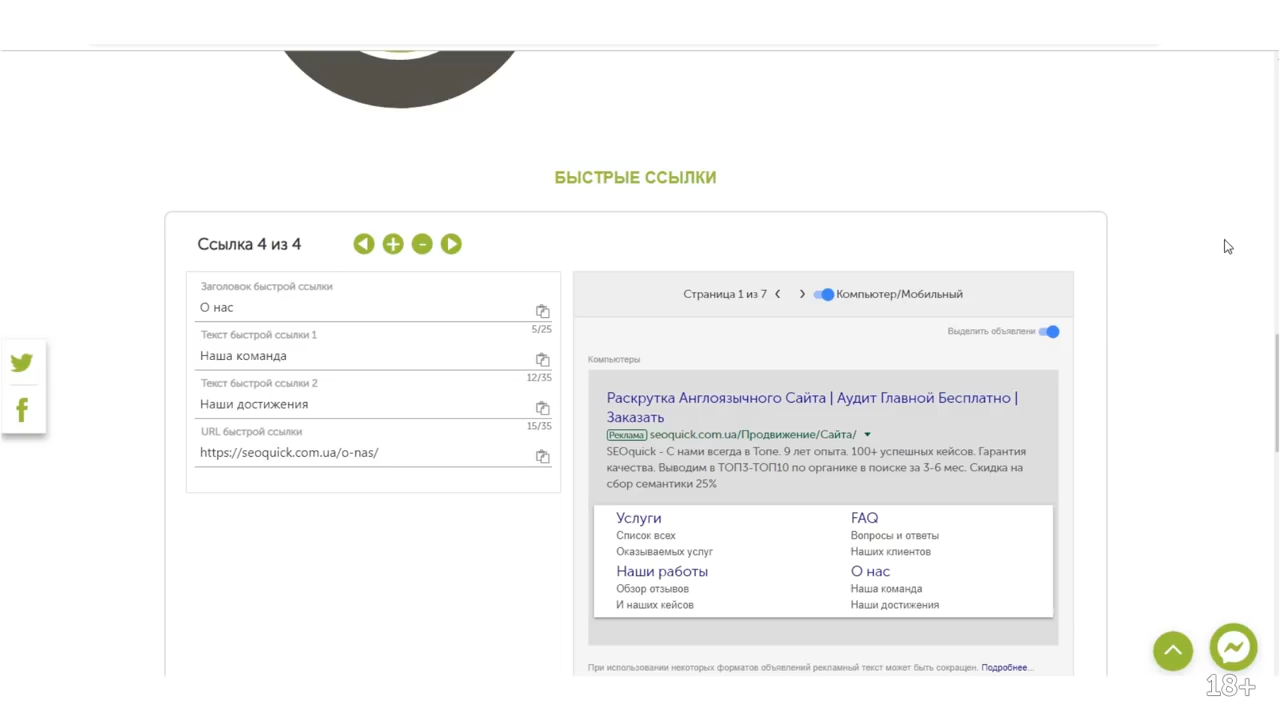 БЫСТРЫЕ ССЫЛКИ
Ссылка 4 из 4
Заголовок быстрой ссылки
О нас
5/25
Текст быстрой ссылки 1
Наша команда
12/35
Текст быстрой ссылки 2
Наши достижения
15/35
URL быстрой ссылки
https://seoquick.com.ua/o-nas/
Страница 1 из 7
Компьютер/Мобильный
Выделить объявлени
Компьютеры
Раскрутка Англоязычного Сайта | Аудит Главной Бесплатно |
Заказать
Реклама seoquick.com.ua/Продвижение/Сайта/
SEOquick - С нами всегда в Топе. 9 лет опыта. 100+ успешных кейсов. Гарантия
качества. Выводим в ТОП3-ТОП10 по органике в поиске за 3-6 мес. Скидка на
сбор семантики 25%
Услуги
Список всех
Оказываемых услуг
FAQ
Вопросы и ответы
Наших клиентов
Наши работы
Обзор отзывов
И наших кейсов
О нас
Наша команда
Наши достижения
При использовании некоторых форматов объявлений рекламный текст может быть сокращен. Подробнее...
18+